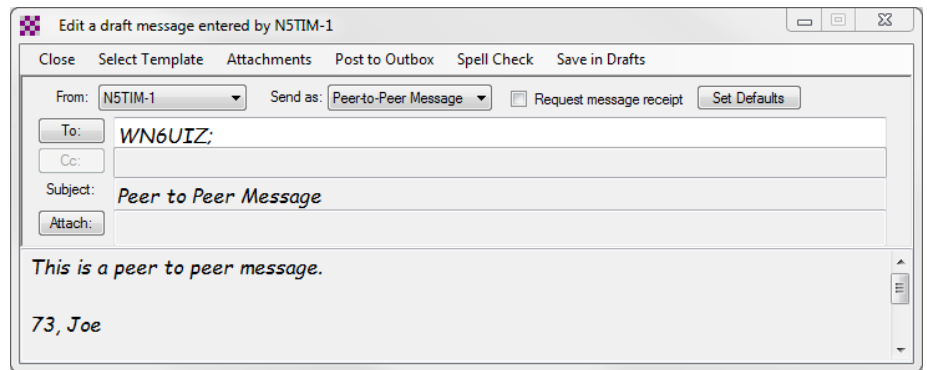 Edit a draft message entered by N5TIM-1
Close Select Template Attachments Post to Outbox Spell Check Save in Drafts
From: N5TIM-1 Send as: Peer-to-Peer Message Request message receipt Set Defaults
To: WN6UIZ;
Cc:
Subject: Peer to Peer Message
Attach:
This is a peer to peer message.
73, Joe